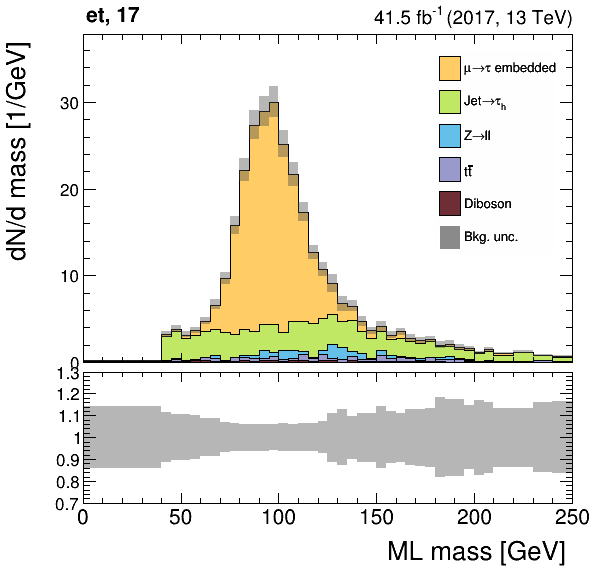 et, 17
41.5 fb⁻¹ (2017, 13 TeV)
dN/d mass [1/GeV]
30
20
10
0
μ→τ embedded
Jet→τₕ
Z→ll
tt̄
Diboson
Bkg. unc.
1.3
1.2
1.1
1
0.9
0.8
0.7
0 50 100 150 200 250
ML mass [GeV]